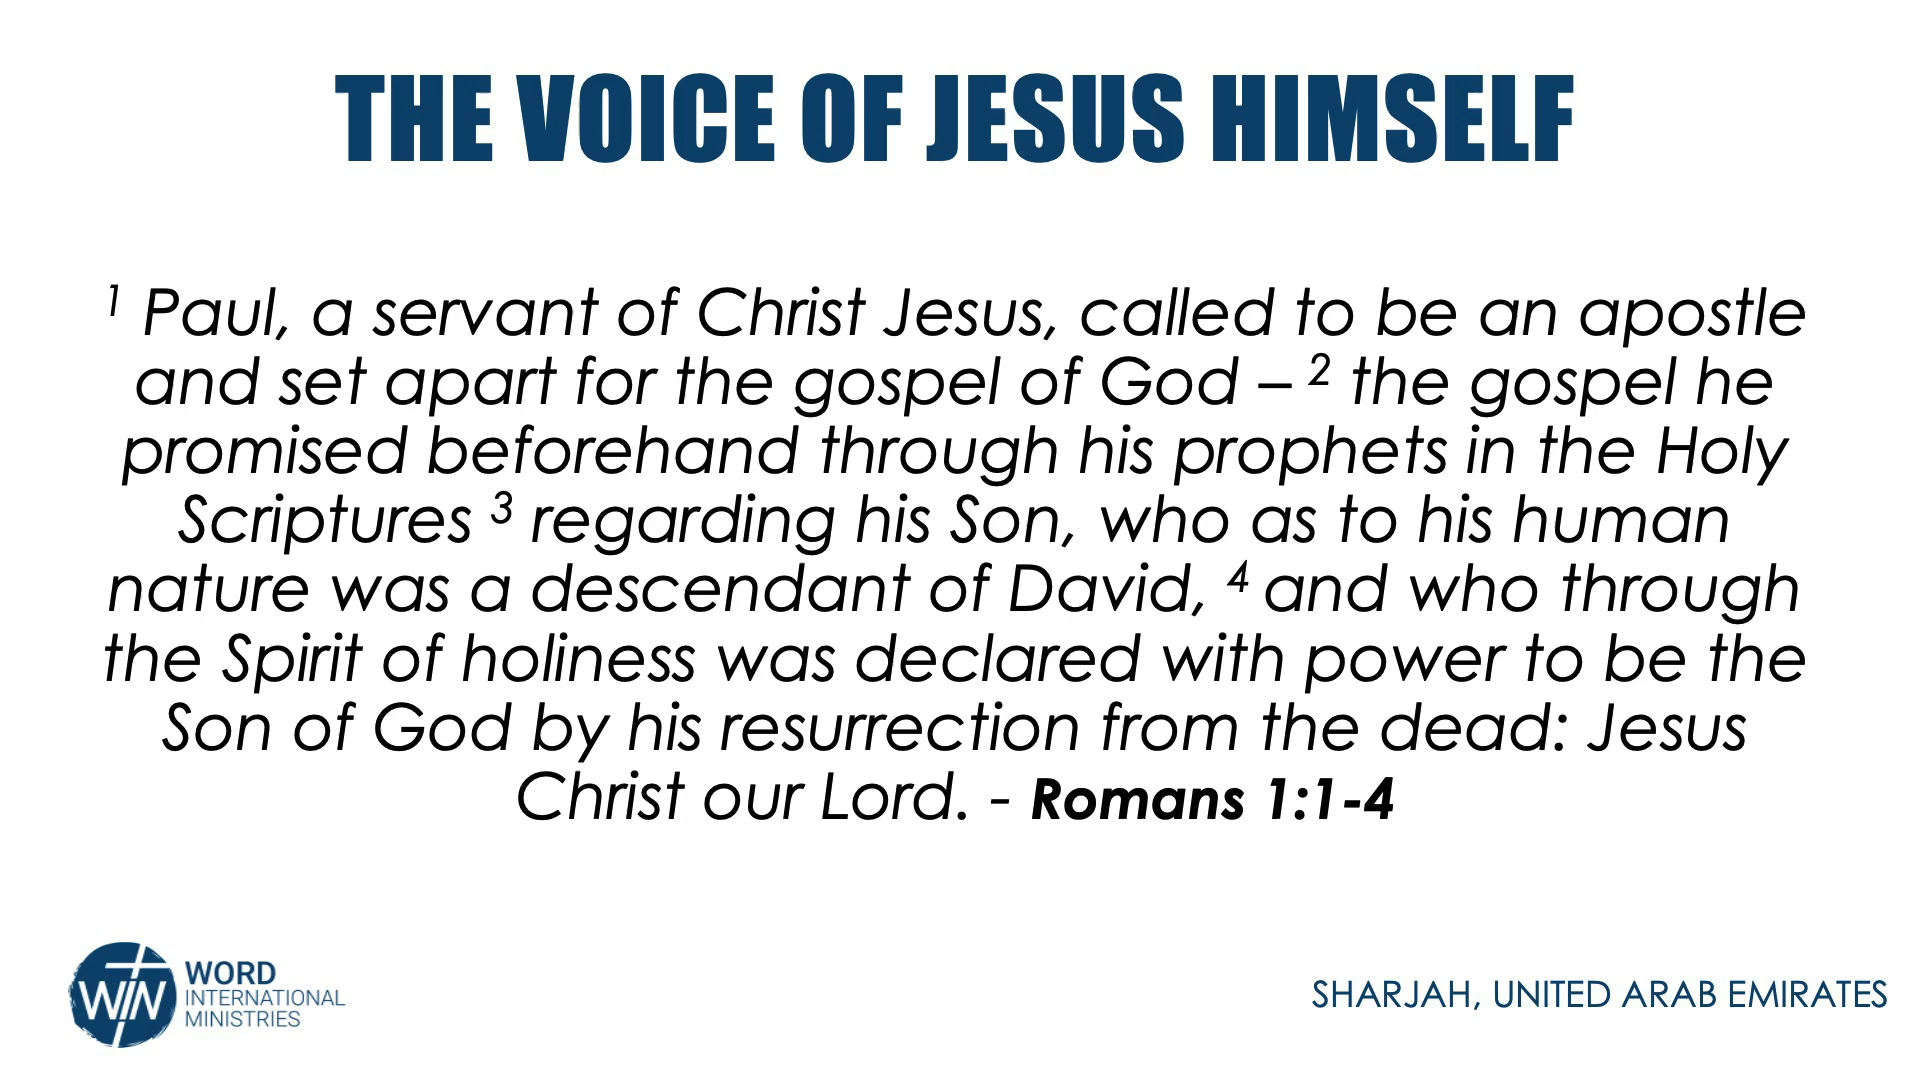 THE VOICE OF JESUS HIMSELF
1 Paul, a servant of Christ Jesus, called to be an apostle
and set apart for the gospel of God – 2 the gospel he
promised beforehand through his prophets in the Holy
Scriptures 3 regarding his Son, who as to his human
nature was a descendant of David, 4 and who through
the Spirit of holiness was declared with power to be the
Son of God by his resurrection from the dead: Jesus
Christ our Lord. - Romans 1:1-4
WIN
WORD
INTERNATIONAL
MINISTRIES
SHARJAH, UNITED ARAB EMIRATES